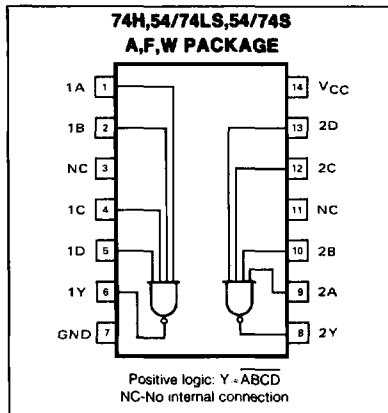 74H,54/74LS,54/74S
A,F,W PACKAGE
1A 1 14 VCC
1B 2 13 2D
NC 3 12 2C
1C 4 11 NC
1D 5 10 2B
1Y 6 9 2A
GND 7 8 2Y
Positive logic: Y = A̅B̅C̅D̅
NC-No internal connection